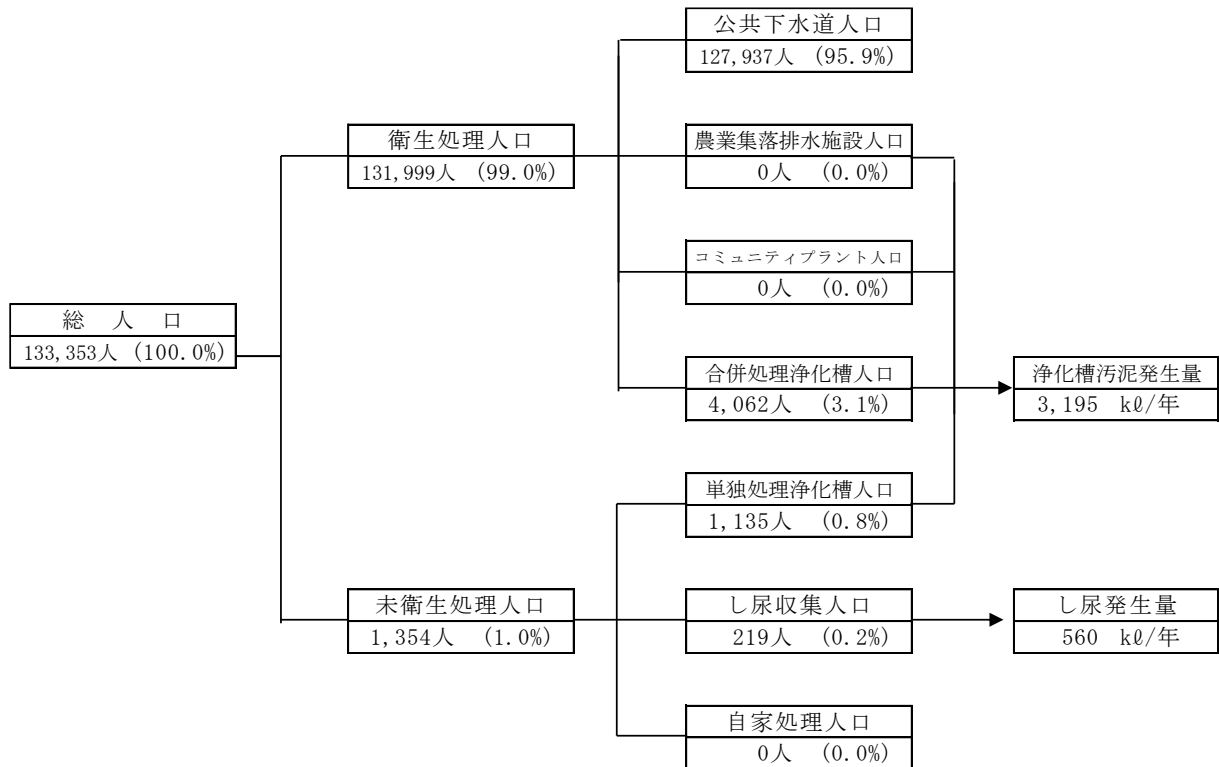 公共下水道人口
127,937人 (95.9%)
衛生処理人口
131,999人 (99.0%)
農業集落排水施設人口
0人 (0.0%)
コミュニティプラント人口
0人 (0.0%)
総 人 口
133,353人 (100.0%)
合併処理浄化槽人口
4,062人 (3.1%)
浄化槽汚泥発生量
3,195 kℓ/年
単独処理浄化槽人口
1,135人 (0.8%)
未衛生処理人口
1,354人 (1.0%)
し尿収集人口
219人 (0.2%)
し尿発生量
560 kℓ/年
自家処理人口
0人 (0.0%)